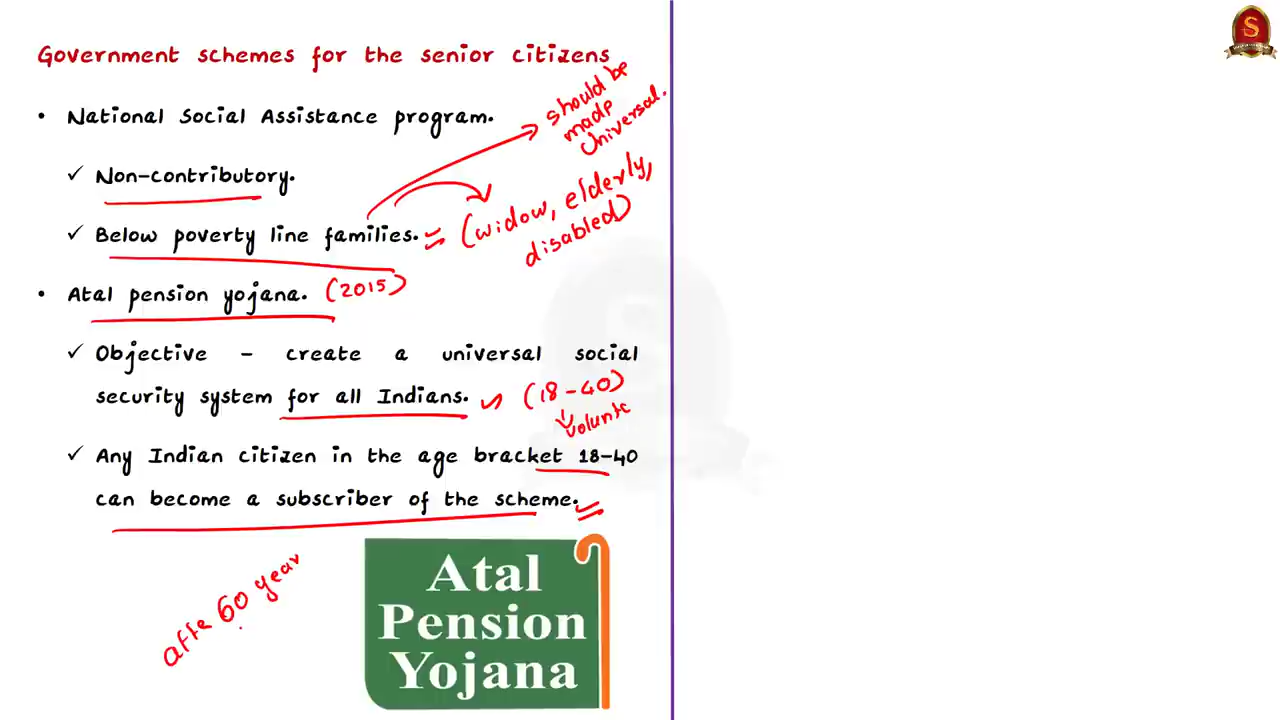 Government schemes for the senior citizens
• National Social Assistance program.
should be
made
Universal.
✓ Non-contributory.
✓ Below poverty line families.
(widow, elderly,
disabled)
• Atal pension yojana. (2015)
✓ Objective – create a universal social
security system for all Indians. (18-40)
volunte
✓ Any Indian citizen in the age bracket 18-40
can become a subscriber of the scheme.
afte 60 year
Atal
Pension
Yojana
S